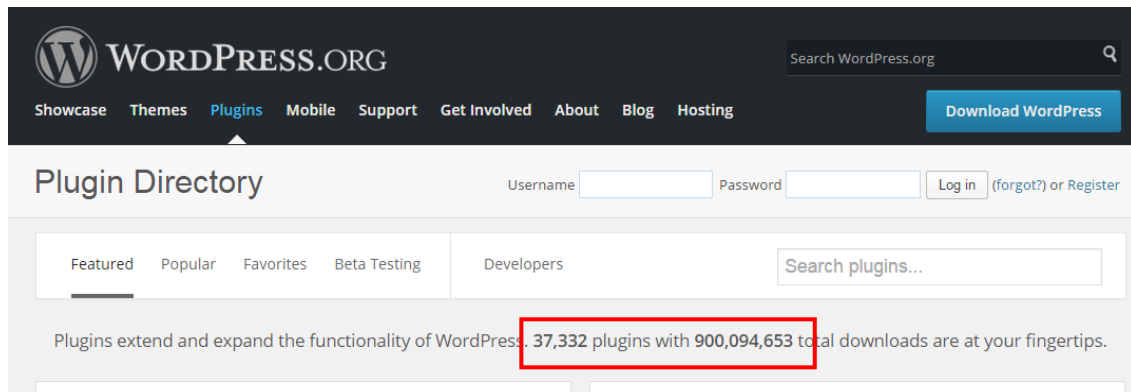 WORDPRESS.ORG
Search WordPress.org
Showcase Themes Plugins Mobile Support Get Involved About Blog Hosting
Download WordPress
Plugin Directory
Username
Password
Log in (forgot?) or Register
Featured Popular Favorites Beta Testing Developers
Search plugins...
Plugins extend and expand the functionality of WordPress. 37,332 plugins with 900,094,653 total downloads are at your fingertips.